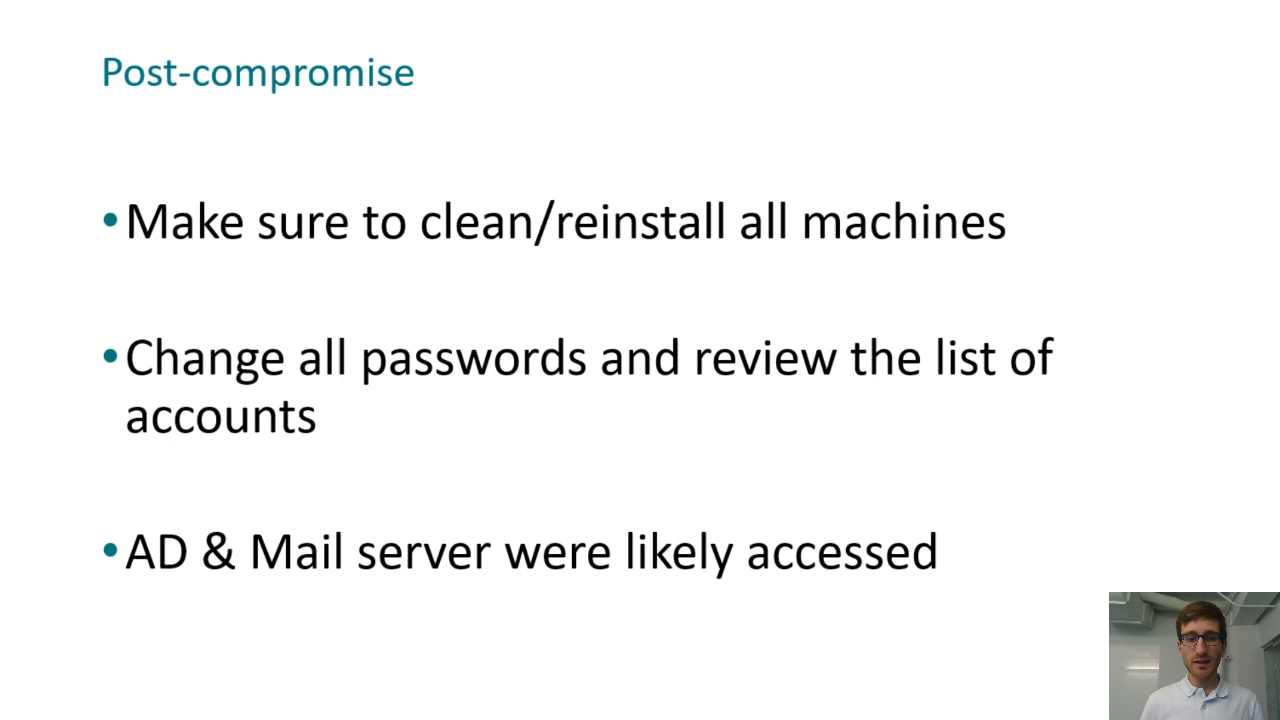 Post-compromise
•Make sure to clean/reinstall all machines
•Change all passwords and review the list of
accounts
•AD & Mail server were likely accessed